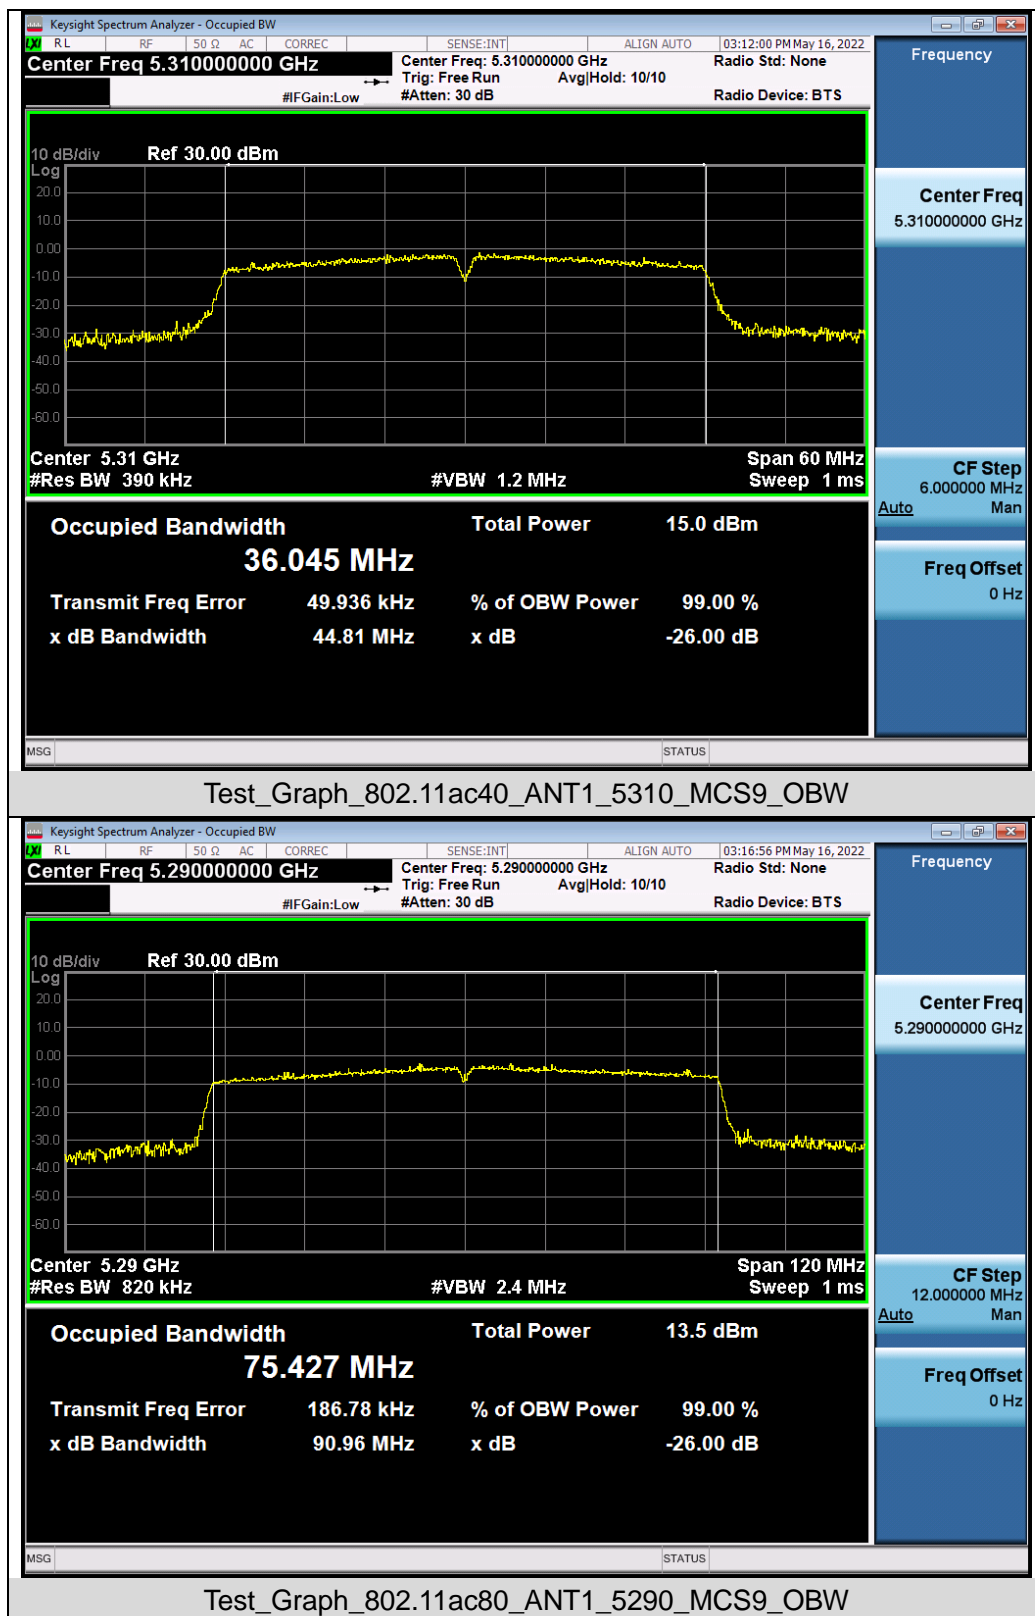 Keysight Spectrum Analyzer - Occupied BW
LXI RL RF 50 Ω AC CORREC SENSE:INT ALIGN AUTO 03:12:00 PM May 16, 2022
Center Freq 5.310000000 GHz Center Freq: 5.310000000 GHz Radio Std: None Frequency
Trig: Free Run Avg|Hold: 10/10
#IFGain:Low #Atten: 30 dB Radio Device: BTS
10 dB/div Ref 30.00 dBm
Log
20.0
10.0
0.00
-10.0
-20.0
-30.0
-40.0
-50.0
-60.0
Center Freq
5.310000000 GHz
Center 5.31 GHz Span 60 MHz
#Res BW 390 kHz #VBW 1.2 MHz Sweep 1 ms
CF Step
6.000000 MHz
Auto Man
Occupied Bandwidth Total Power 15.0 dBm
36.045 MHz
Freq Offset
0 Hz
Transmit Freq Error 49.936 kHz % of OBW Power 99.00 %
x dB Bandwidth 44.81 MHz x dB -26.00 dB
MSG STATUS
Test_Graph_802.11ac40_ANT1_5310_MCS9_OBW
Keysight Spectrum Analyzer - Occupied BW
LXI RL RF 50 Ω AC CORREC SENSE:INT ALIGN AUTO 03:16:56 PM May 16, 2022
Center Freq 5.290000000 GHz Center Freq: 5.290000000 GHz Radio Std: None Frequency
Trig: Free Run Avg|Hold: 10/10
#IFGain:Low #Atten: 30 dB Radio Device: BTS
10 dB/div Ref 30.00 dBm
Log
20.0
10.0
0.00
-10.0
-20.0
-30.0
-40.0
-50.0
-60.0
Center Freq
5.290000000 GHz
Center 5.29 GHz Span 120 MHz
#Res BW 820 kHz #VBW 2.4 MHz Sweep 1 ms
CF Step
12.000000 MHz
Auto Man
Occupied Bandwidth Total Power 13.5 dBm
75.427 MHz
Freq Offset
0 Hz
Transmit Freq Error 186.78 kHz % of OBW Power 99.00 %
x dB Bandwidth 90.96 MHz x dB -26.00 dB
MSG STATUS
Test_Graph_802.11ac80_ANT1_5290_MCS9_OBW